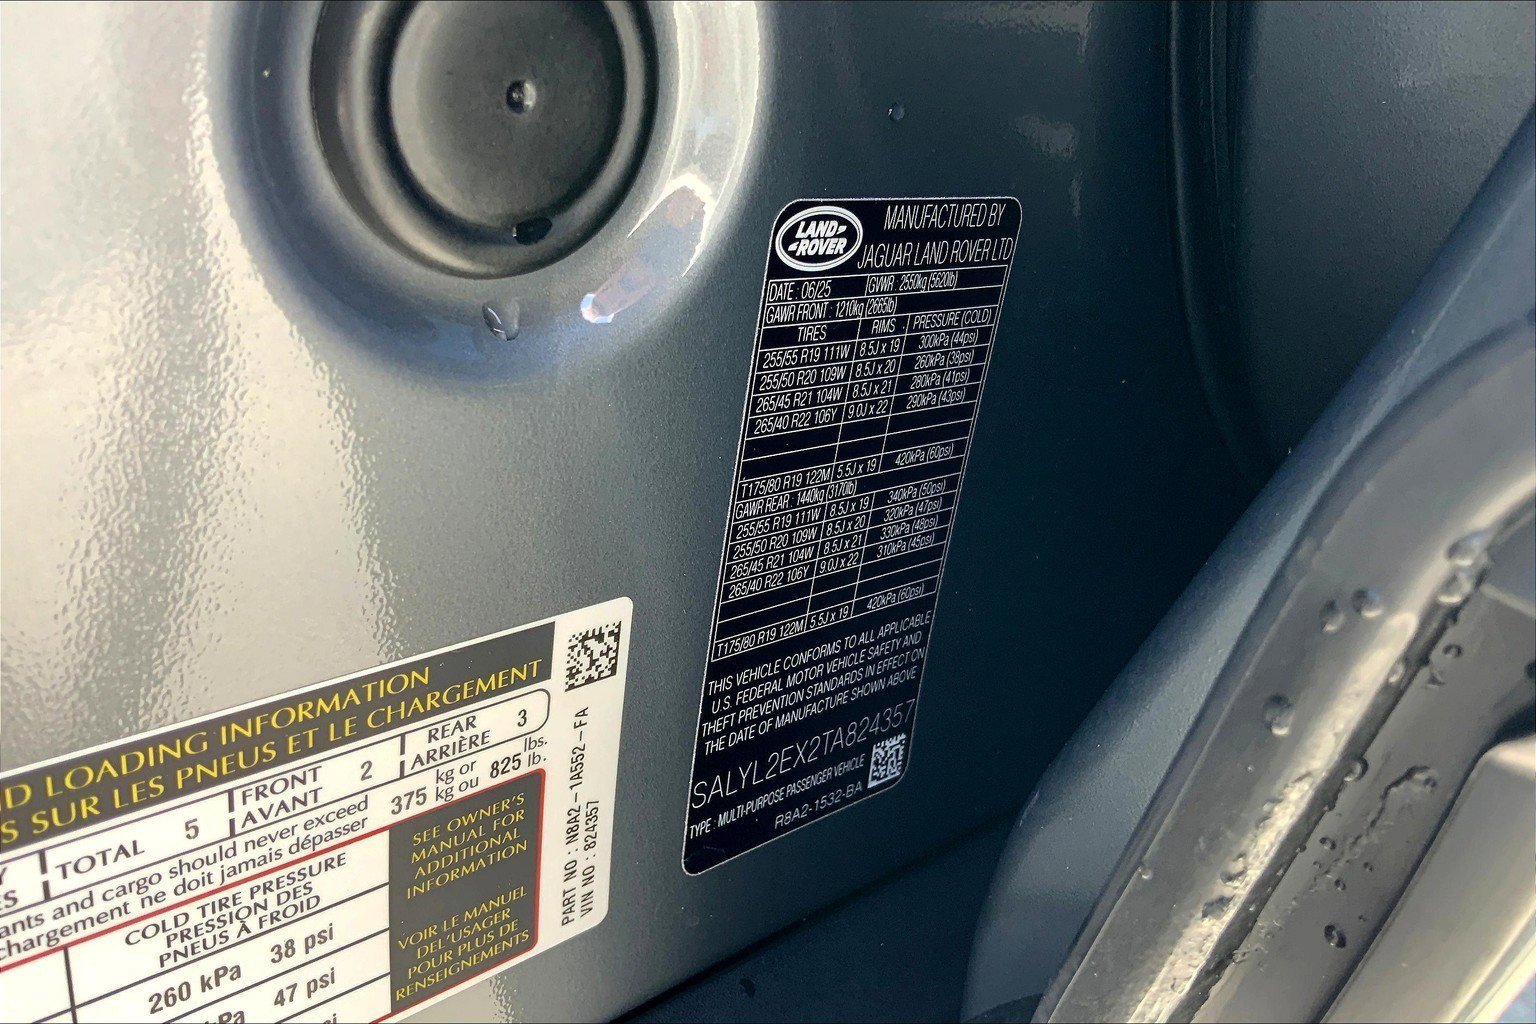 LAND-
-ROVER
MANUFACTURED BY
JAGUAR LAND ROVER LTD
DATE : 06/25 GVWR : 2550kg (5620lb)
GAWR FRONT : 1210kg (2665lb)
TIRES RIMS PRESSURE (COLD)
255/55 R19 111W 8.5J x 19 300kPa (44psi)
255/50 R20 109W 8.5J x 20 260kPa (38psi)
265/45 R21 104W 8.5J x 21 280kPa (41psi)
265/40 R22 106Y 9.0J x 22 290kPa (43psi)
T175/80 R19 122M 5.5J x 19 420kPa (60psi)
GAWR REAR : 1440kg (3170lb)
255/55 R19 111W 8.5J x 19 340kPa (50psi)
255/50 R20 109W 8.5J x 20 320kPa (47psi)
265/45 R21 104W 8.5J x 21 330kPa (48psi)
265/40 R22 106Y 9.0J x 22 310kPa (45psi)
T175/80 R19 122M 5.5J x 19 420kPa (60psi)
THIS VEHICLE CONFORMS TO ALL APPLICABLE
U.S. FEDERAL MOTOR VEHICLE SAFETY AND
THEFT PREVENTION STANDARDS IN EFFECT ON
THE DATE OF MANUFACTURE SHOWN ABOVE
SALYL2EX2TA824357
TYPE : MULTI-PURPOSE PASSENGER VEHICLE
R8A2-1532-BA
D LOADING INFORMATION
S SUR LES PNEUS ET LE CHARGEMENT
TOTAL 5 FRONT 2 REAR 3
AVANT ARRIÈRE
ants and cargo should never exceed 375 kg or 825 lbs.
chargement ne doit jamais dépasser kg ou lb.
COLD TIRE PRESSURE
PRESSION DES
PNEUS À FROID
260 kPa 38 psi
kPa 47 psi
SEE OWNER'S
MANUAL FOR
ADDITIONAL
INFORMATION
VOIR LE MANUEL
DEL'USAGER
POUR PLUS DE
RENSEIGNEMENTS
PART NO : N8A2-1A552-FA
VIN NO : 824357